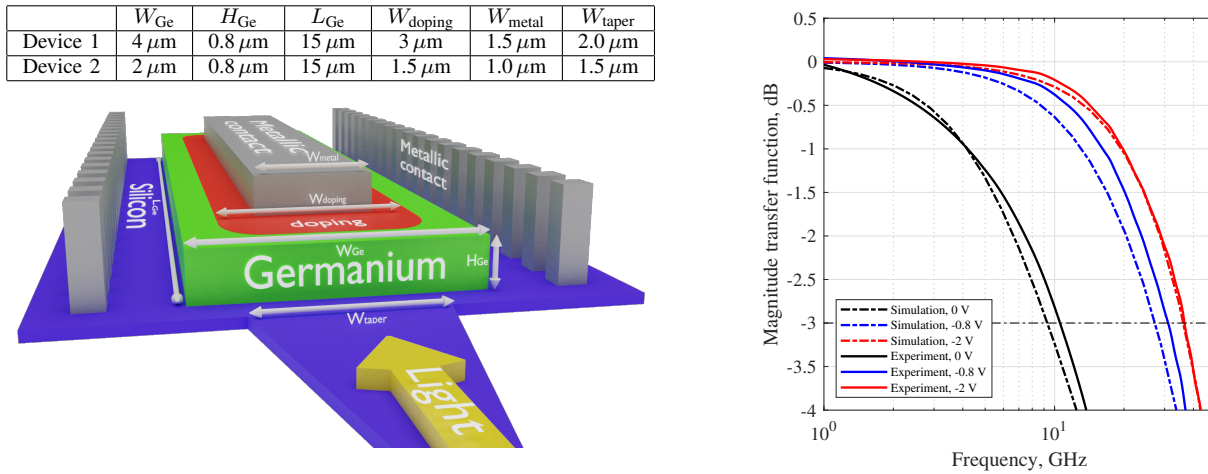 W_Ge H_Ge L_Ge W_doping W_metal W_taper
Device 1 4 μm 0.8 μm 15 μm 3 μm 1.5 μm 2.0 μm
Device 2 2 μm 0.8 μm 15 μm 1.5 μm 1.0 μm 1.5 μm
Metallic
contact
Metallic
contact
W_metal
W_doping
doping
Silicon
L_Ge
W_Ge
Germanium
H_Ge
W_taper
Light
Magnitude transfer function, dB
0.5
0
-0.5
-1
-1.5
-2
-2.5
-3
-3.5
-4
Simulation, 0 V
Simulation, -0.8 V
Simulation, -2 V
Experiment, 0 V
Experiment, -0.8 V
Experiment, -2 V
10^0 10^1
Frequency, GHz